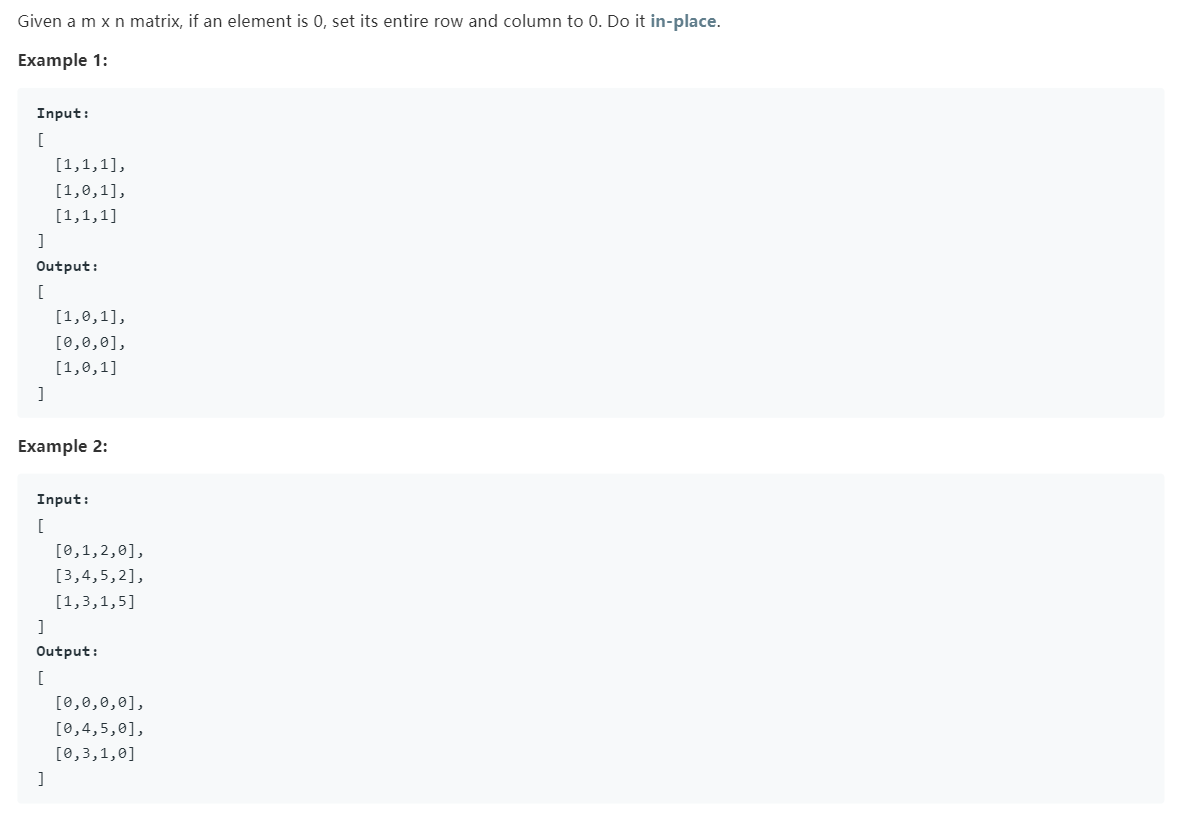 Given a m x n matrix, if an element is 0, set its entire row and column to 0. Do it in-place.
Example 1:
Input:
[
  [1,1,1],
  [1,0,1],
  [1,1,1]
]
Output:
[
  [1,0,1],
  [0,0,0],
  [1,0,1]
]
Example 2:
Input:
[
  [0,1,2,0],
  [3,4,5,2],
  [1,3,1,5]
]
Output:
[
  [0,0,0,0],
  [0,4,5,0],
  [0,3,1,0]
]